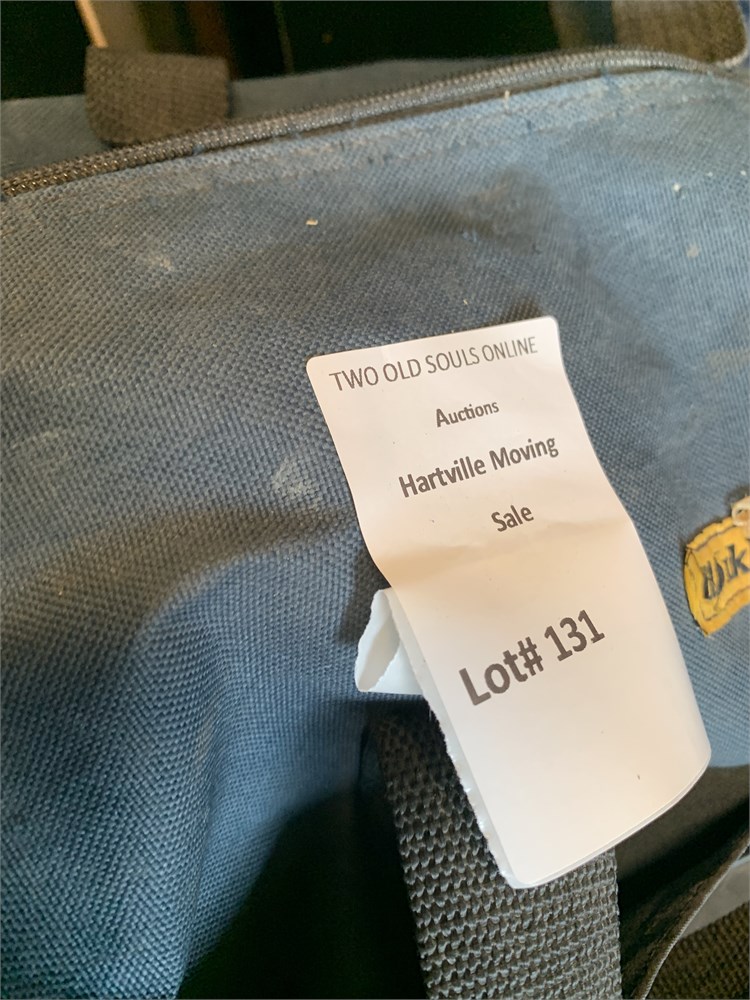 TWO OLD SOULS ONLINE
Auctions
Hartville Moving
Sale
Lot# 131